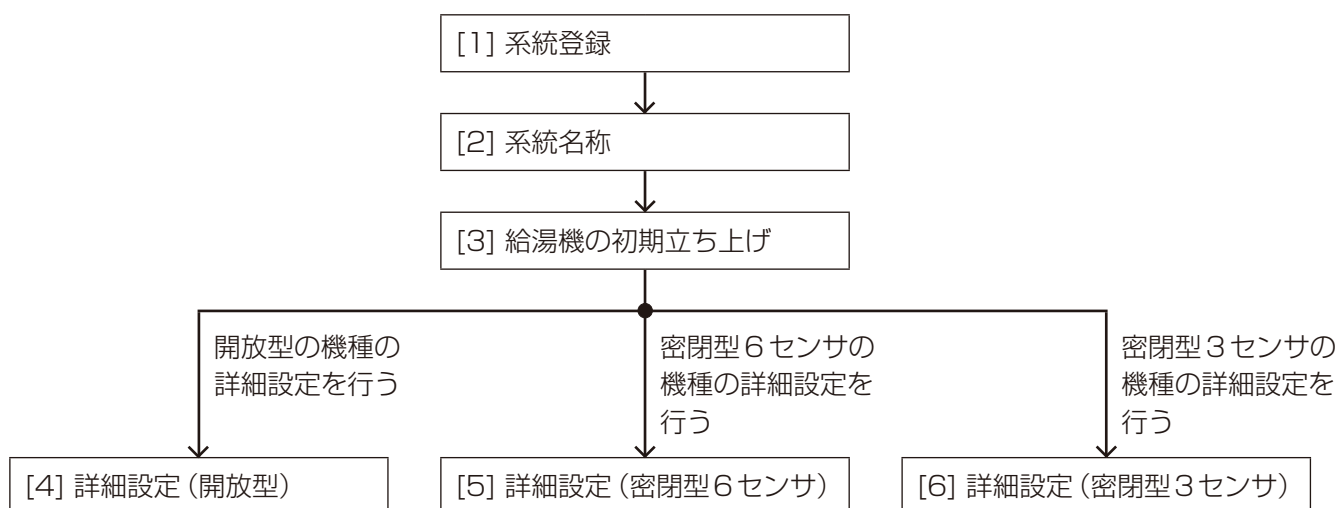 [1] 系統登録
[2] 系統名称
[3] 給湯機の初期立ち上げ
開放型の機種の
詳細設定を行う
密閉型6センサの
機種の詳細設定を
行う
密閉型3センサの
機種の詳細設定を
行う
[4] 詳細設定(開放型)
[5] 詳細設定(密閉型6センサ)
[6] 詳細設定(密閉型3センサ)